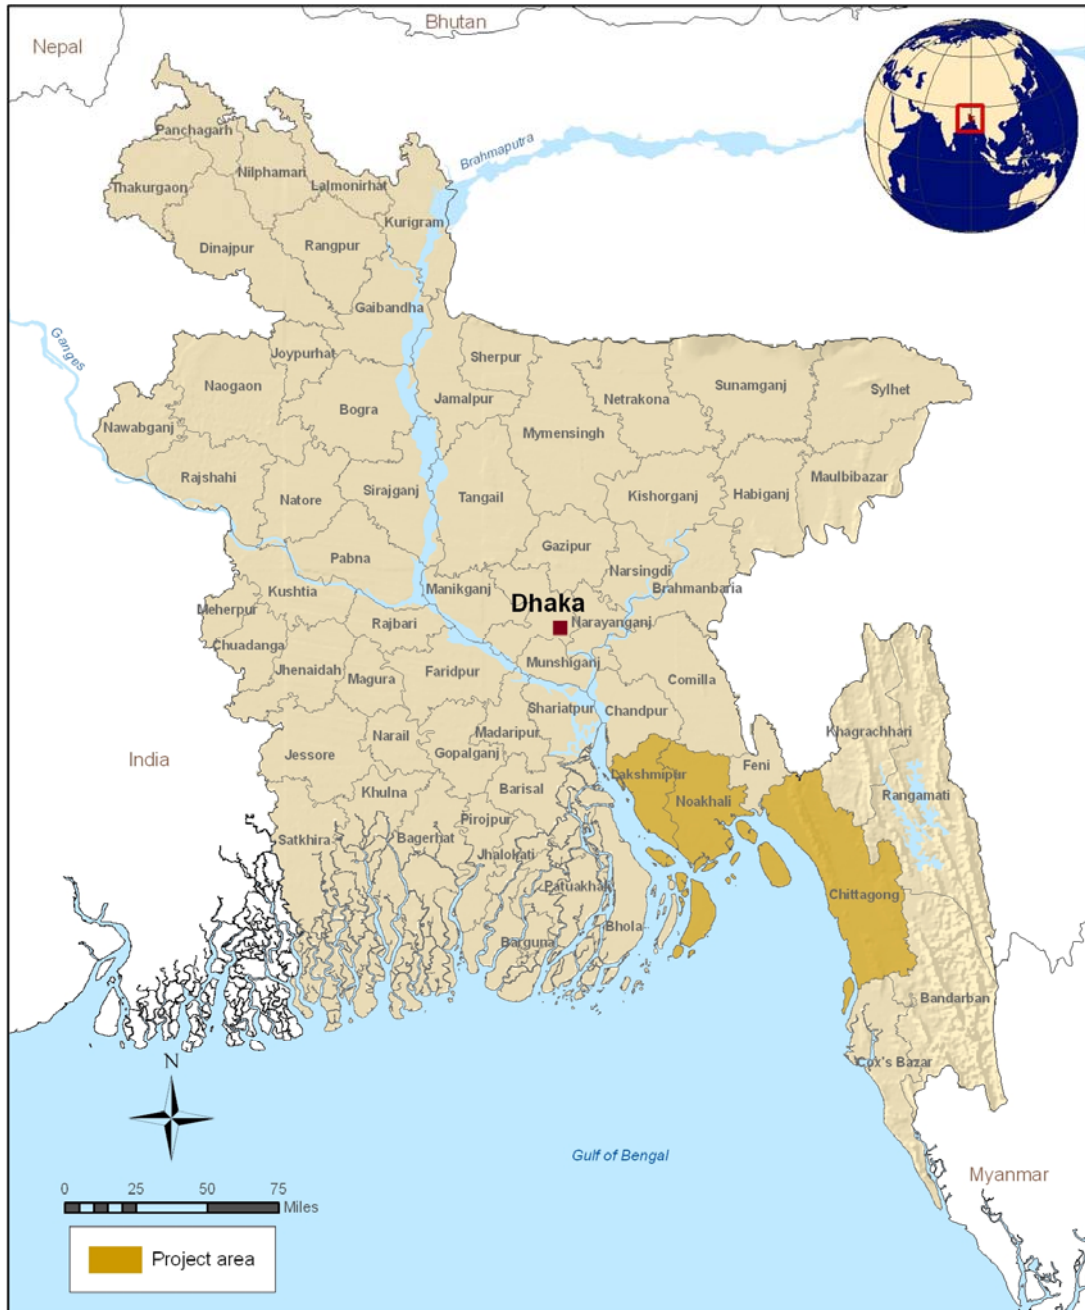 Bhutan
Nepal
Panchagarh
Brahmaputra
Nilphamari
Lalmonirhat
Thakurgaon
Kurigram
Dinajpur
Rangpur
Gaibandha
Ganges
Joypurhat
Sherpur
Naogaon
Sunamganj
Sylhet
Jamalpur
Netrakona
Bogra
Nawabganj
Mymensingh
Rajshahi
Maulbibazar
Sirajganj
Natore
Tangail
Kishorganj
Habiganj
Gazipur
Pabna
Narsingdi
Kushtia
Manikganj
Brahmanbaria
Dhaka
Meherpur
Rajbari
Narayanganj
Chuadanga
Jhenaidah
Magura
Faridpur
Munshiganj
Comilla
Shariatpur
Chandpur
Narail
Madaripur
Khagrachhari
Jessore
Gopalganj
India
Feni
Lakshmipur
Khulna
Barisal
Noakhali
Rangamati
Pirojpur
Satkhira
Bagerhat
Jhalokati
Patuakhali
Chittagong
Bhola
Barguna
Bandarban
Cox's Bazar
N
Gulf of Bengal
Myanmar
0 25 50 75
Miles
Project area